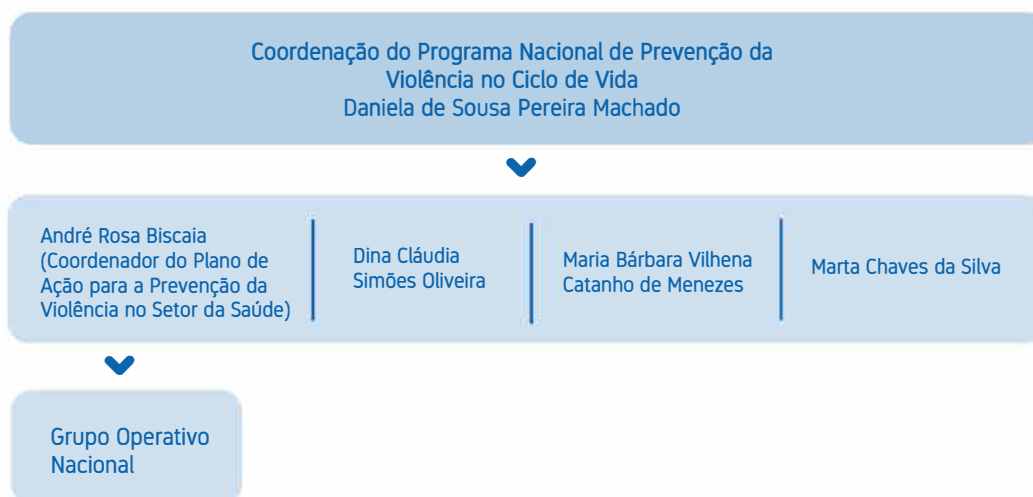 Coordenação do Programa Nacional de Prevenção da
Violência no Ciclo de Vida
Daniela de Sousa Pereira Machado
André Rosa Biscaia
(Coordenador do Plano de
Ação para a Prevenção da
Violência no Setor da Saúde)
Dina Cláudia
Simões Oliveira
Maria Bárbara Vilhena
Catanho de Menezes
Marta Chaves da Silva
Grupo Operativo
Nacional